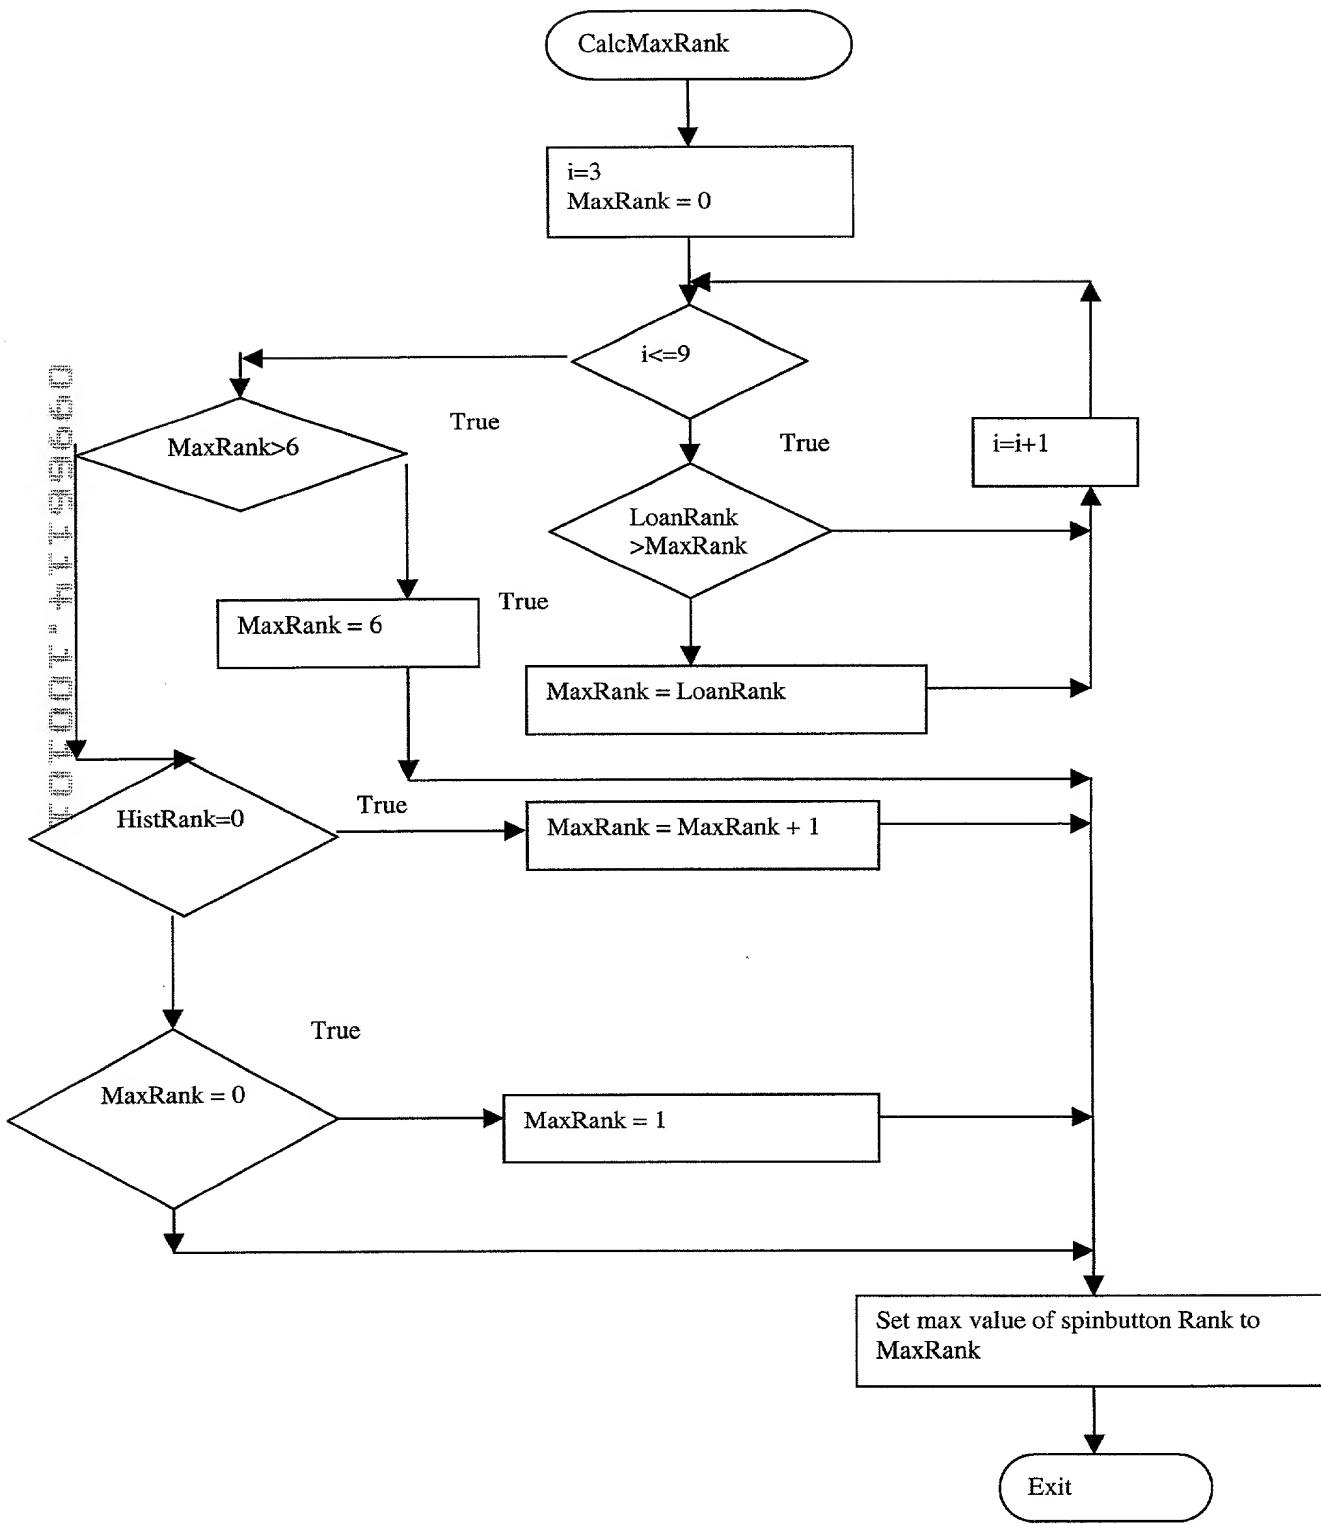 CalcMaxRank
i=3
MaxRank = 0
i<=9
True
MaxRank>6
True
i=i+1
LoanRank
>MaxRank
True
MaxRank = 6
MaxRank = LoanRank
HistRank=0
True
MaxRank = MaxRank + 1
True
MaxRank = 0
MaxRank = 1
Set max value of spinbutton Rank to
MaxRank
Exit